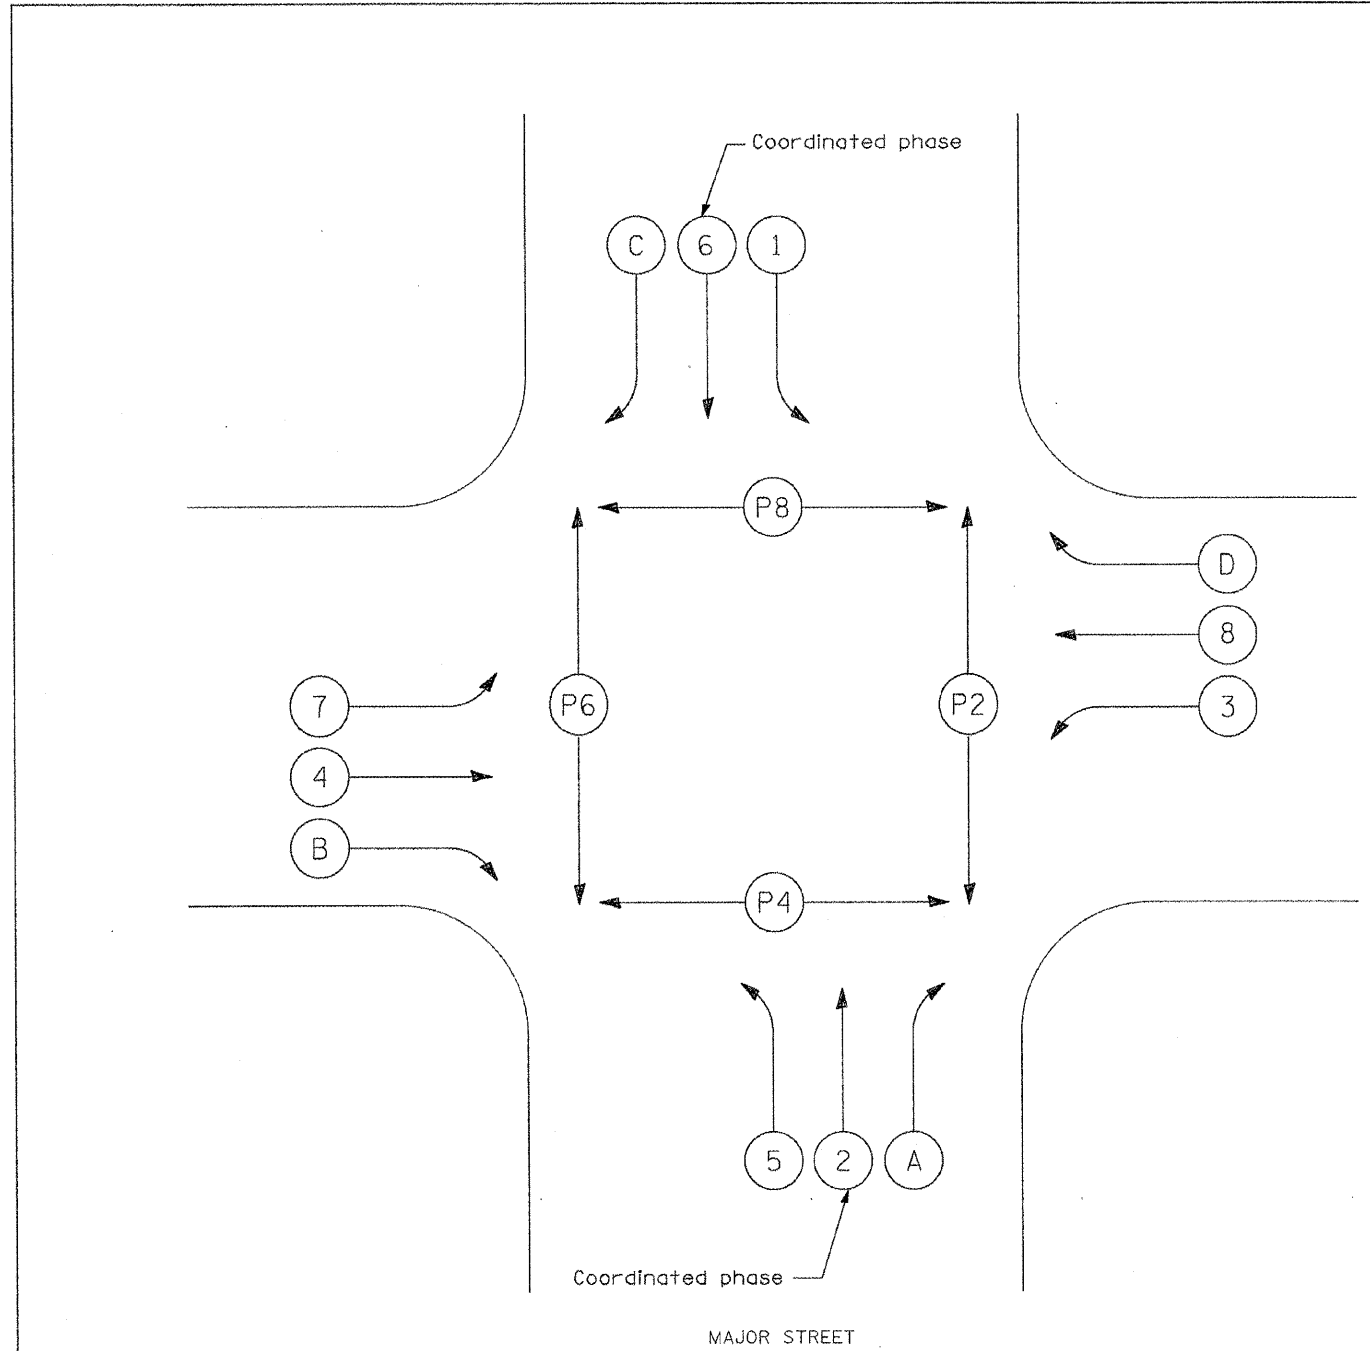 Coordinated phase
C 6 1
P8
D
8
7 P6 P2 3
4
B
P4
5 2 A
Coordinated phase
MAJOR STREET